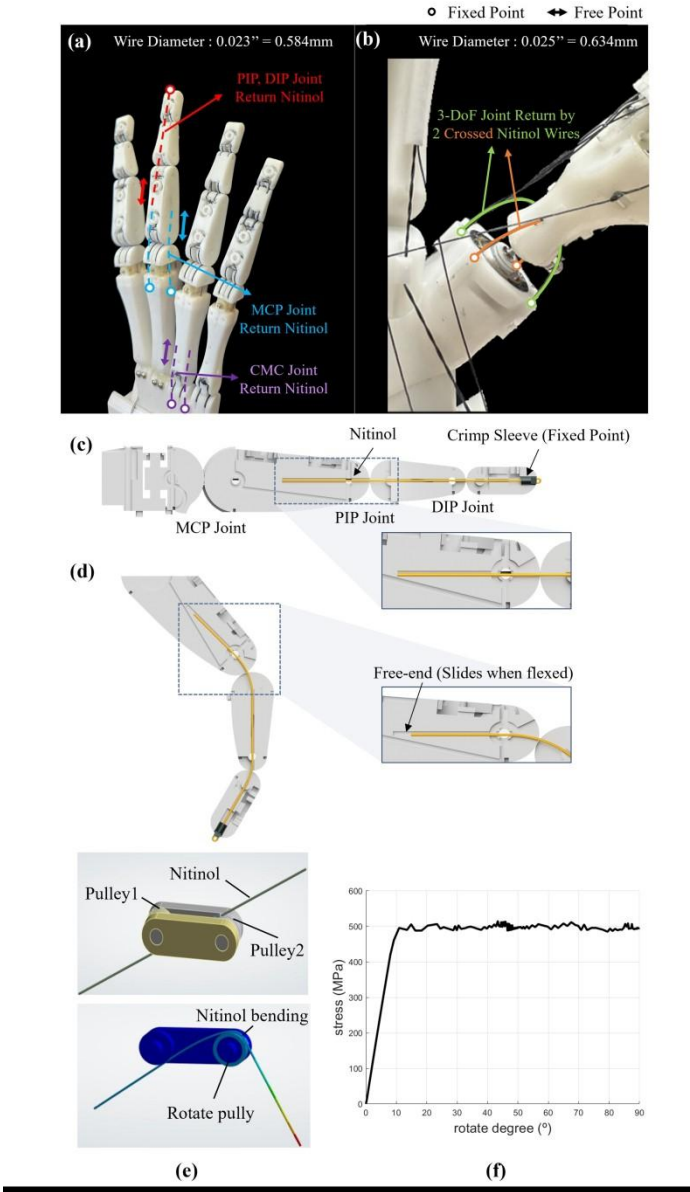 Fixed Point Free Point
(a) Wire Diameter : 0.023’’ = 0.584mm
PIP, DIP Joint
Return Nitinol
MCP Joint
Return Nitinol
CMC Joint
Return Nitinol
(b) Wire Diameter : 0.025’’ = 0.634mm
3-DoF Joint Return by
2 Crossed Nitinol Wires
(c)
Nitinol
Crimp Sleeve (Fixed Point)
MCP Joint
PIP Joint
DIP Joint
(d)
Free-end (Slides when flexed)
Nitinol
Pulley1
Pulley2
Nitinol bending
Rotate pully
(e)
600
500
400
300
200
100
0
stress (MPa)
0 10 20 30 40 50 60 70 80 90
rotate degree (º)
(f)